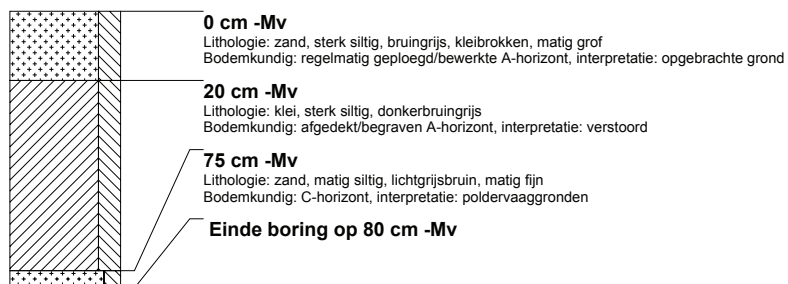 0 cm -Mv
Lithologie: zand, sterk siltig, bruingrijs, kleibrokken, matig grof
Bodemkundig: regelmatig geploegd/bewerkte A-horizont, interpretatie: opgebrachte grond
20 cm -Mv
Lithologie: klei, sterk siltig, donkerbruingrijs
Bodemkundig: afgedekt/begraven A-horizont, interpretatie: verstoord
75 cm -Mv
Lithologie: zand, matig siltig, lichtgrijsbruin, matig fijn
Bodemkundig: C-horizont, interpretatie: poldervaaggronden
Einde boring op 80 cm -Mv